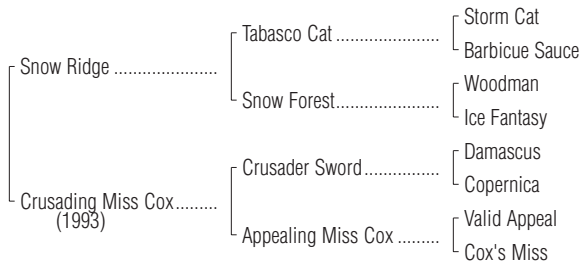 Storm Cat
Tabasco Cat ....................
Barbicue Sauce
Snow Ridge ....................
Woodman
Snow Forest....................
Ice Fantasy
Damascus
Crusader Sword................
Copernica
Crusading Miss Cox.........
(1993)
Valid Appeal
Appealing Miss Cox .........
Cox's Miss